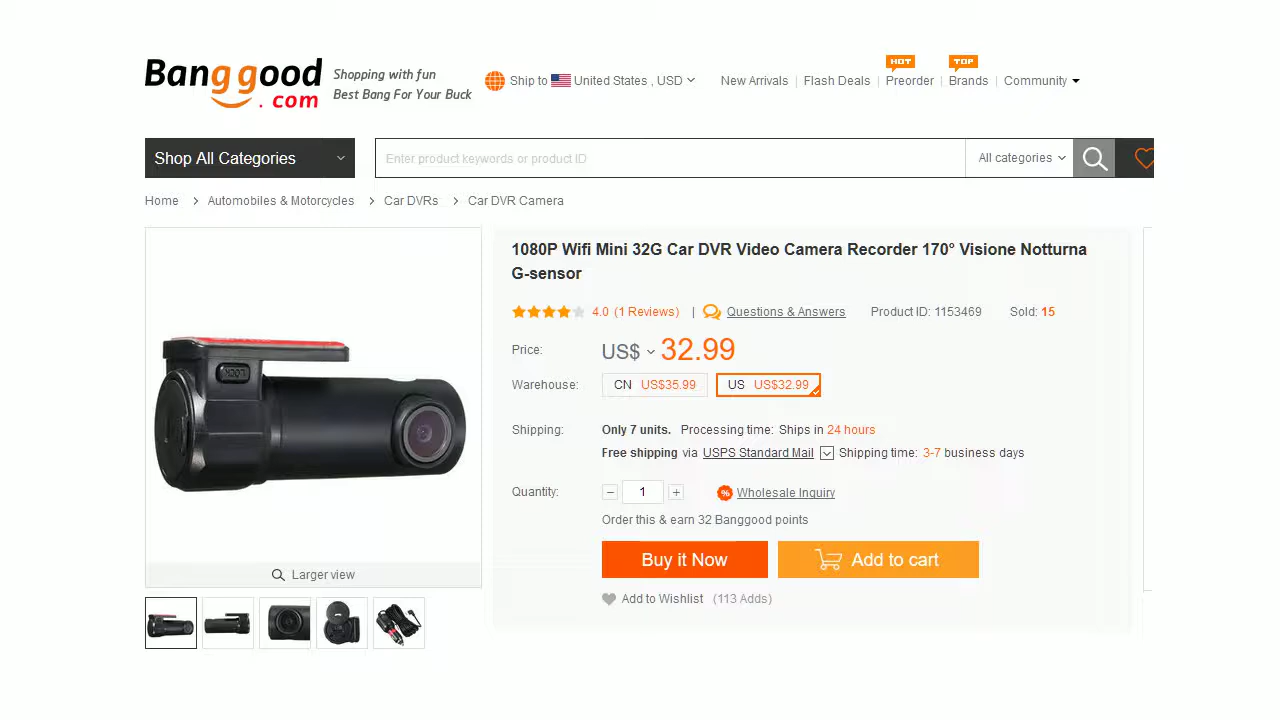 Banggood
.com
Shopping with fun
Best Bang For Your Buck
Ship to United States , USD
New Arrivals
Flash Deals
HOT
Preorder
TOP
Brands
Community
Shop All Categories
Enter product keywords or product ID
All categories
Home > Automobiles & Motorcycles > Car DVRs > Car DVR Camera
1080P Wifi Mini 32G Car DVR Video Camera Recorder 170° Visione Notturna
G-sensor
4.0 (1 Reviews) | Questions & Answers Product ID: 1153469 Sold: 15
Price: US$ 32.99
Warehouse: CN US$35.99 US US$32.99
Shipping: Only 7 units. Processing time: Ships in 24 hours
Free shipping via USPS Standard Mail Shipping time: 3-7 business days
Quantity: − 1 + % Wholesale Inquiry
Order this & earn 32 Banggood points
Buy it Now Add to cart
Add to Wishlist (113 Adds)
LOCK
Larger view